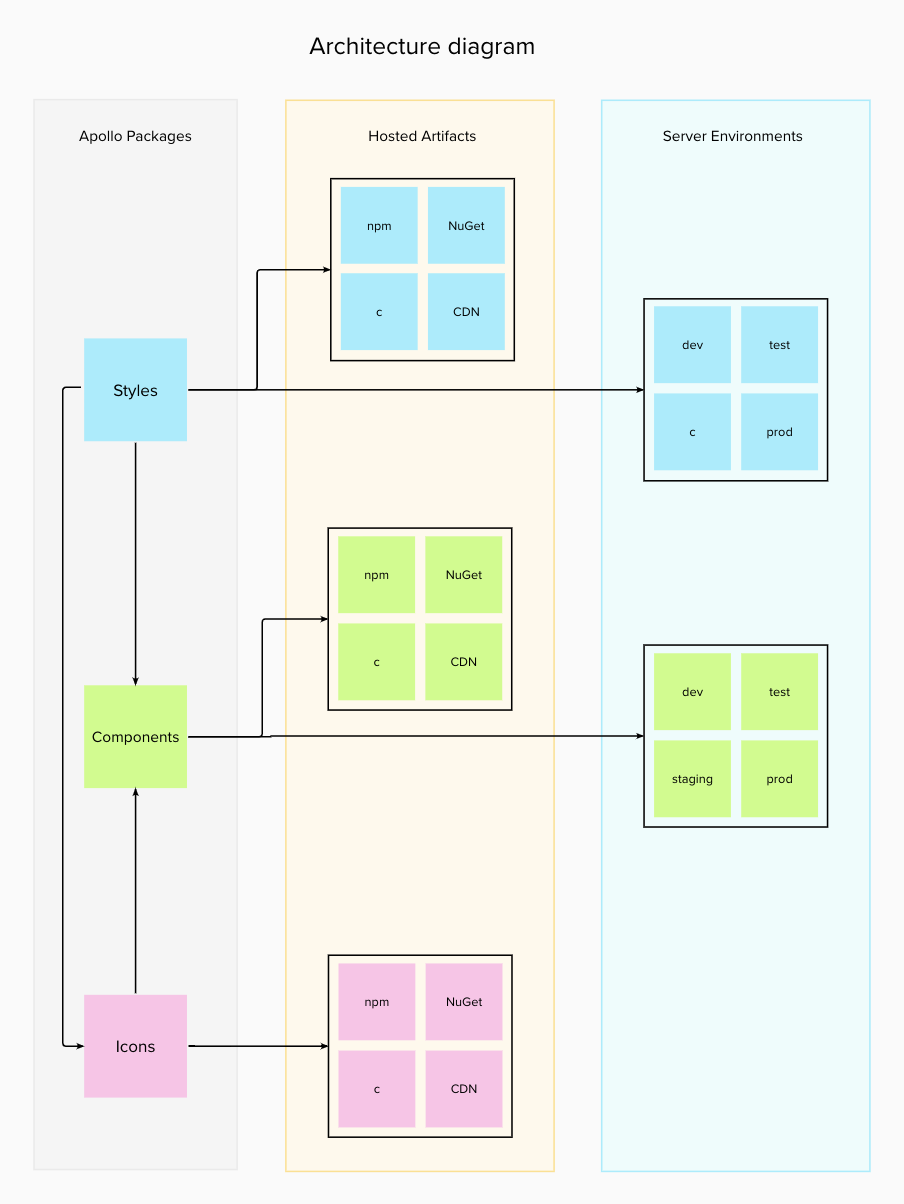 Architecture diagram
Apollo Packages
Hosted Artifacts
Server Environments
npm
NuGet
c
CDN
Styles
dev
test
c
prod
npm
NuGet
c
CDN
Components
dev
test
staging
prod
npm
NuGet
c
CDN
Icons